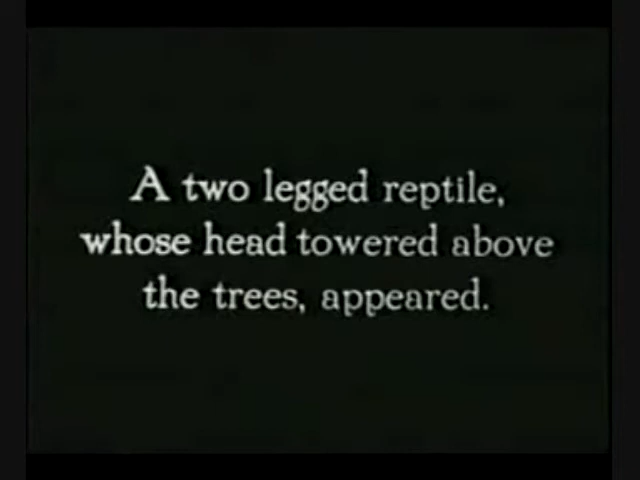 A two legged reptile,
whose head towered above
the trees, appeared.